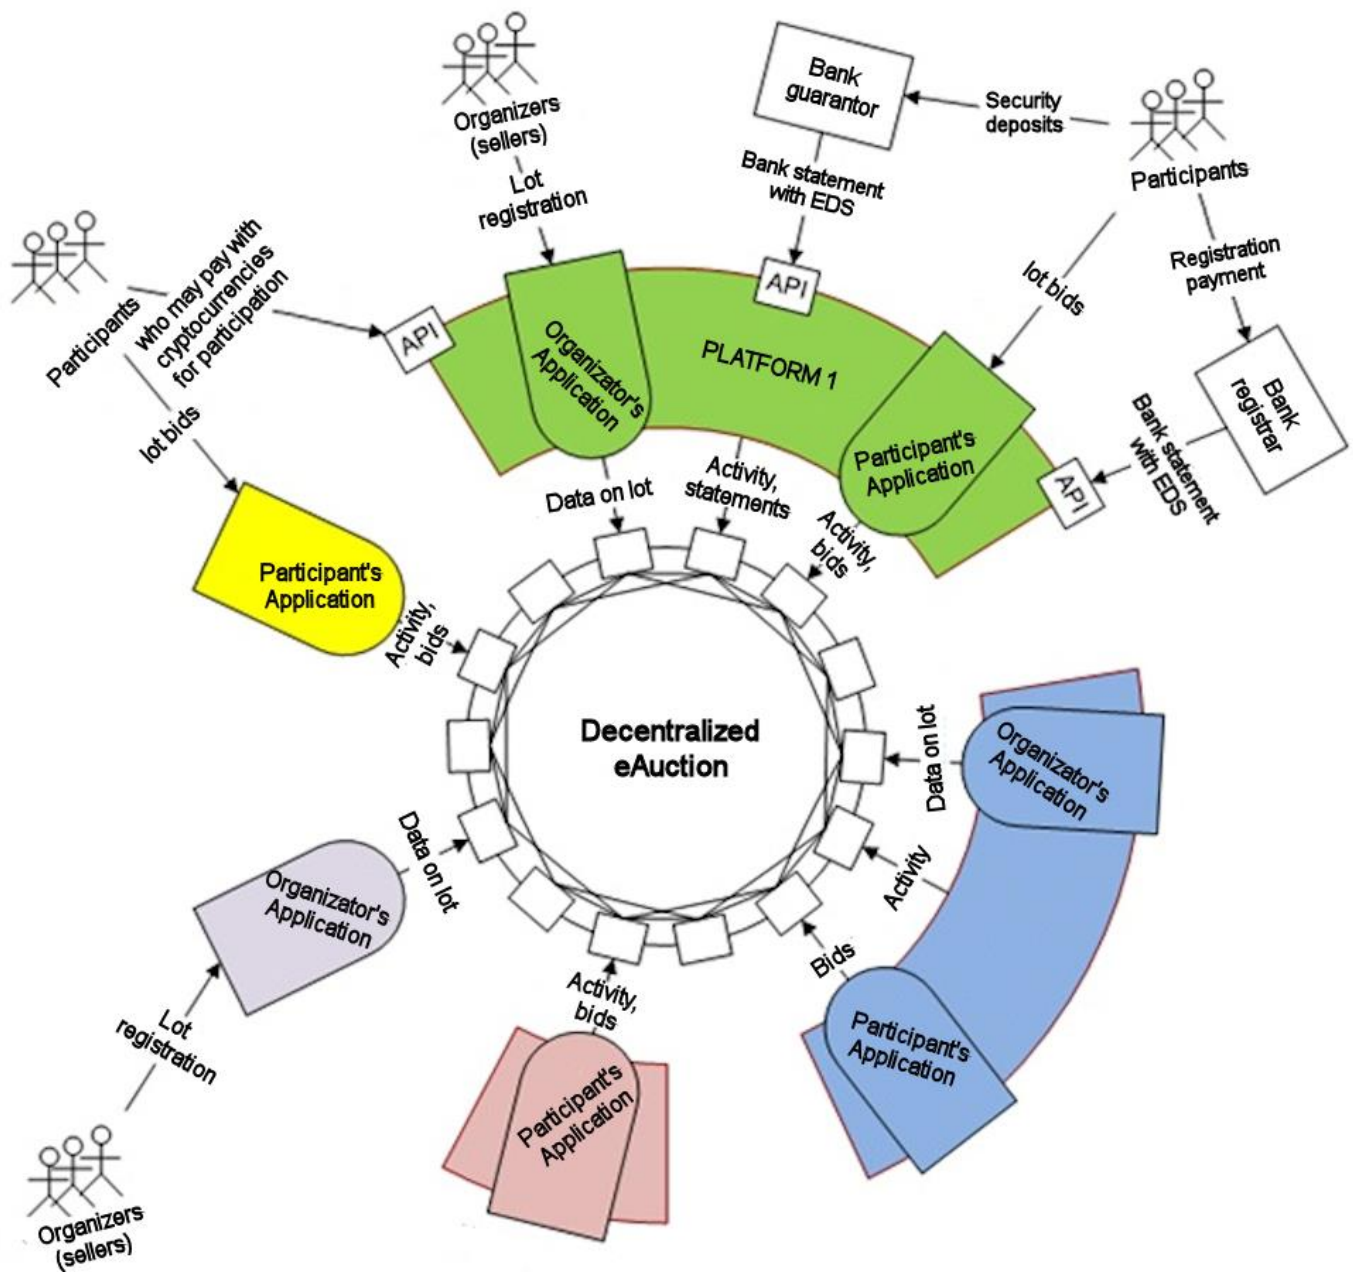 Organizers
(sellers)
Lot
registration
Bank
guarantor
Security
deposits
Participants
Bank statement
with EDS
lot bids
Registration
payment
Bank
registrar
Bank statement
with EDS
Participants
who may pay with
cryptocurrencies
for participation
lot bids
API
Organizator's
Application
API
PLATFORM 1
Participant's
Application
API
Data on lot
Activity,
statements
Activity,
bids
Participant's
Application
Activity,
bids
Decentralized
eAuction
Data on lot
Organizator's
Application
Activity
Bids
Participant's
Application
Data on lot
Organizator's
Application
Lot
registration
Organizers
(sellers)
Activity,
bids
Participant's
Application